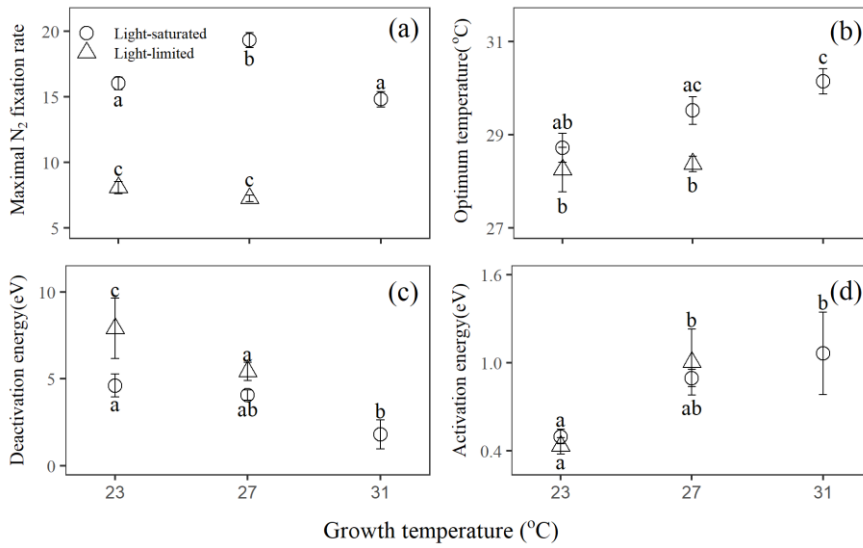 (a)
Light-saturated
Light-limited
Maximal N₂ fixation rate
20
15
10
5
a
b
a
c
c
(b)
Optimum temperature(°C)
31
29
27
ab
ac
c
b
b
(c)
Deactivation energy(eV)
10
5
0
c
a
a
ab
b
23
27
31
(d)
Activation energy(eV)
1.6
1.0
0.4
a
a
b
ab
b
23
27
31
Growth temperature (°C)